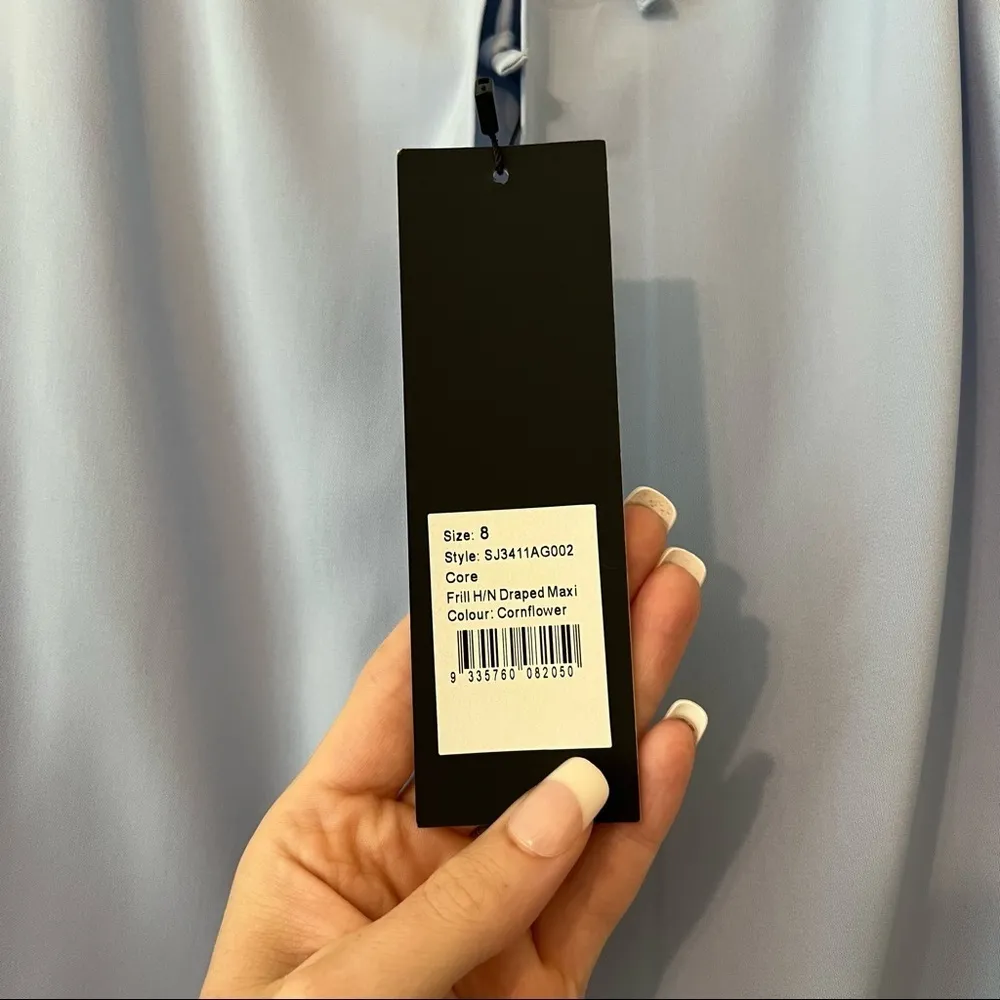 Size: 8
Style: SJ3411AG002
Core
Frill H/N Draped Maxi
Colour: Cornflower
9 335760 082050